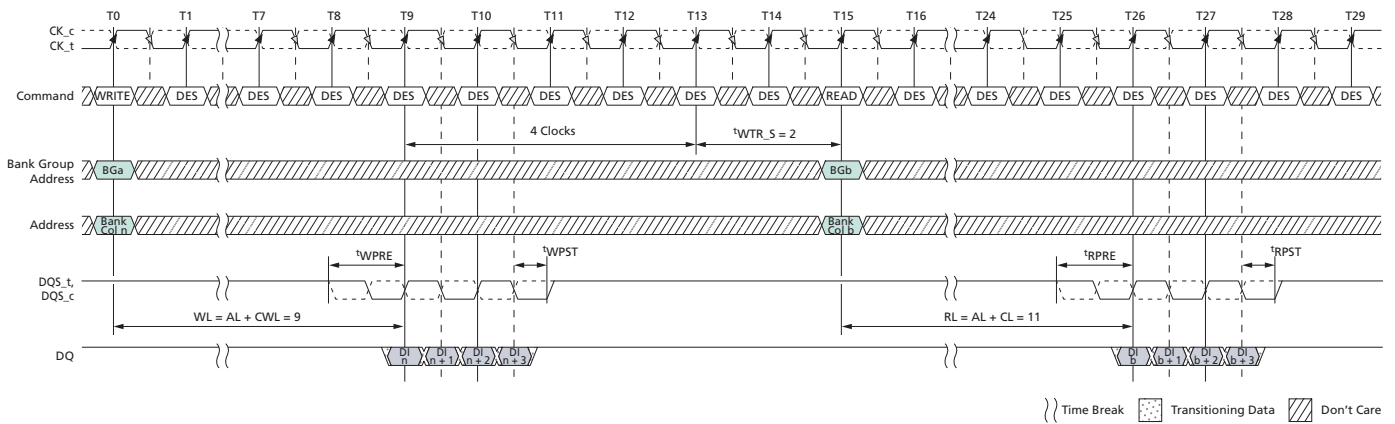 T0 T1 T7 T8 T9 T10 T11 T12 T13 T14 T15 T16 T24 T25 T26 T27 T28 T29
CK_c
CK_t
Command WRITE DES DES DES DES DES DES DES DES DES READ DES DES DES DES DES DES DES
4 Clocks tWTR_S = 2
Bank Group
Address BGa BGb
Address Bank
Col n Bank
Col b
tWPRE tWPST tRPRE tRPST
DQS_t,
DQS_c
WL = AL + CWL = 9 RL = AL + CL = 11
DQ DI
n DI
n + 1 DI
n + 2 DI
n + 3 DI
b DI
b + 1 DI
b + 2 DI
b + 3
Time Break Transitioning Data Don't Care